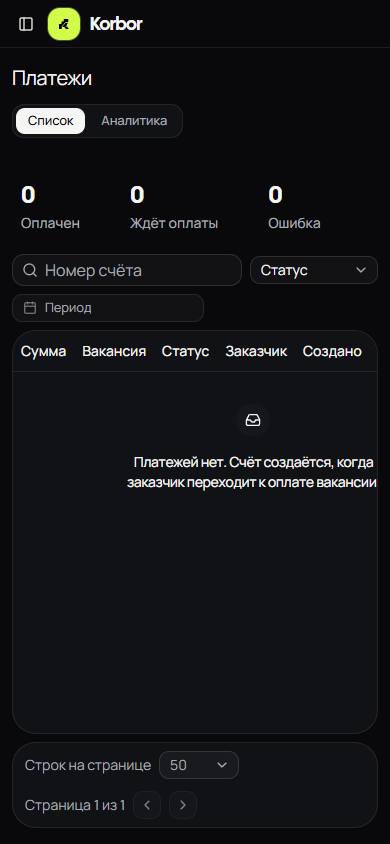 Korbor
Платежи
Список Аналитика
0 0 0
Оплачен Ждёт оплаты Ошибка
Номер счёта Статус
Период
Сумма Вакансия Статус Заказчик Создано
Платежей нет. Счёт создаётся, когда
заказчик переходит к оплате вакансии
Строк на странице 50
Страница 1 из 1